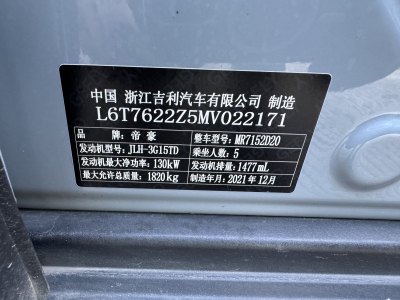 中国 浙江吉利汽车有限公司 制造
L6T7622Z5MV022171
品牌：帝豪 整车型号：MR7152D20
发动机型号：JLH-3G15TD 乘坐人数：5
发动机最大净功率：130kW 发动机排量：1477mL
最大允许总质量：1820kg 制造年月：2021年12月